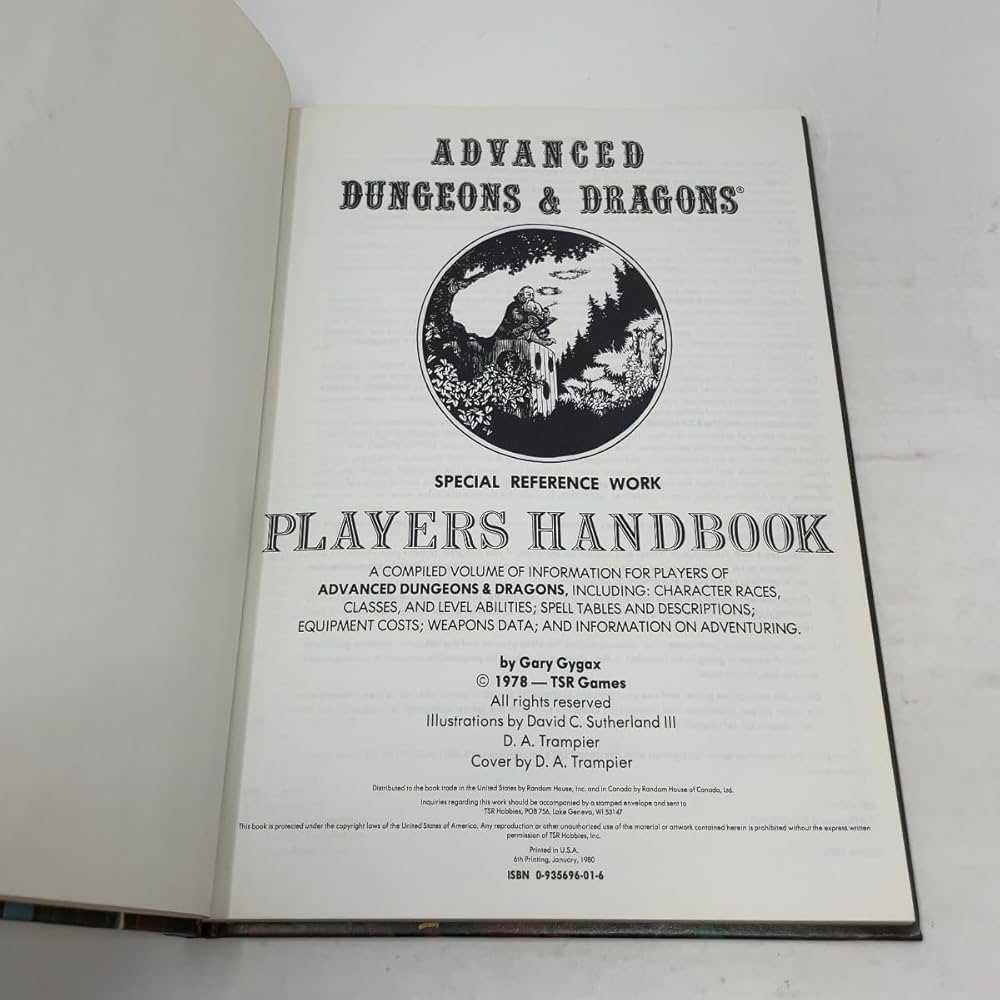 ADVANCED
DUNGEONS & DRAGONS®
SPECIAL REFERENCE WORK
PLAYERS HANDBOOK
A COMPILED VOLUME OF INFORMATION FOR PLAYERS OF
ADVANCED DUNGEONS & DRAGONS, INCLUDING: CHARACTER RACES,
CLASSES, AND LEVEL ABILITIES; SPELL TABLES AND DESCRIPTIONS;
EQUIPMENT COSTS; WEAPONS DATA; AND INFORMATION ON ADVENTURING.
by Gary Gygax
© 1978 — TSR Games
All rights reserved
Illustrations by David C. Sutherland III
D. A. Trampier
Cover by D. A. Trampier
Distributed to the book trade in the United States by Random House, Inc. and in Canada by Random House of Canada, Ltd.
Inquiries regarding this work should be accompanied by a stamped envelope and sent to
TSR Hobbies, POB 756, Lake Geneva, WI 53147
This book is protected under the copyright laws of the United States of America. Any reproduction or other unauthorized use of the material or artwork contained herein is prohibited without the express written
permission of TSR Hobbies, Inc.
Printed in U.S.A.
6th Printing, January, 1980
ISBN 0-935696-01-6